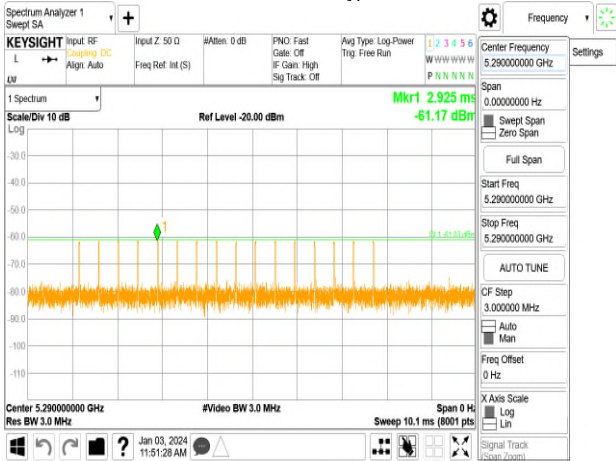 Spectrum Analyzer 1
Swept SA
Frequency
Settings
KEYSIGHT
Input: RF
Coupling: DC
Align: Auto
Input Z: 50 Ω
Freq Ref: Int (S)
#Atten: 0 dB
PNO: Fast
Gate: Off
IF Gain: High
Sig Track: Off
Avg Type: Log-Power
Trig: Free Run
1 2 3 4 5 6
W W W W W W
P N N N N N
L
1 Spectrum
Scale/Div 10 dB
Log
Ref Level -20.00 dBm
Mkr1 2.925 ms
-61.17 dBm
-30.0
-40.0
-50.0
-60.0
-70.0
-80.0
-90.0
-100
-110
1
Center 5.290000000 GHz
Res BW 3.0 MHz
#Video BW 3.0 MHz
Span 0 Hz
Sweep 10.1 ms (8001 pts
Center Frequency
5.290000000 GHz
Span
0.00000000 Hz
Swept Span
Zero Span
Full Span
Start Freq
5.290000000 GHz
Stop Freq
5.290000000 GHz
AUTO TUNE
CF Step
3.000000 MHz
Auto
Man
Freq Offset
0 Hz
X Axis Scale
Log
Lin
Signal Track
(Span Zoom)
Jan 03, 2024
11:51:28 AM